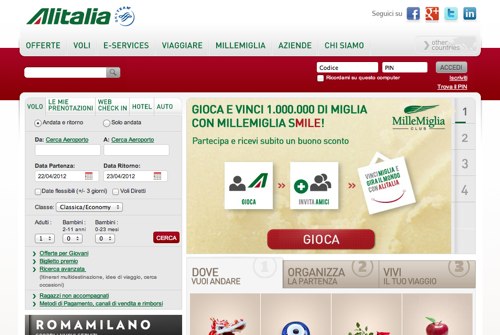 Alitalia
SKYTEAM
Seguici su
OFFERTE VOLI E-SERVICES VIAGGIARE MILLEMIGLIA AZIENDE CHI SIAMO
other countries
Codice PIN ACCEDI
Ricordami su questo computer
Iscriviti
Trova il PIN
VOLO LE MIE PRENOTAZIONI WEB CHECK IN HOTEL AUTO
Andata e ritorno Solo andata
Da: Cerca Aeroporto A: Cerca Aeroporto
Data Partenza: Data Ritorno:
22/04/2012 23/04/2012
Date flessibili (+/- 3 giorni) Voli Diretti
Classe: Classica/Economy
Adulti : Bambini : Bambini :
2-11 anni 0-23 mesi
1 0 0 CERCA
Offerte per Giovani
Biglietto premio
Ricerca avanzata
(Itinerari multidestinazione, idee di viaggio, cerca occasioni)
Ragazzi non accompagnati
Metodi di Pagamento, canali di vendita e rimborsi
ROMAMILANO
GIOCA E VINCI 1.000.000 DI MIGLIA
CON MILLEMIGLIA SMILE!
Partecipa e ricevi subito un buono sconto
MilleMiglia
CLUB
1
2
3
4
GIOCA
INVITA AMICI
VINCI MIGLIA E
GIRA IL MONDO
CON ALITALIA
GIOCA
DOVE
VUOI ANDARE
1
ORGANIZZA
LA PARTENZA
2
VIVI
IL TUO VIAGGIO
3